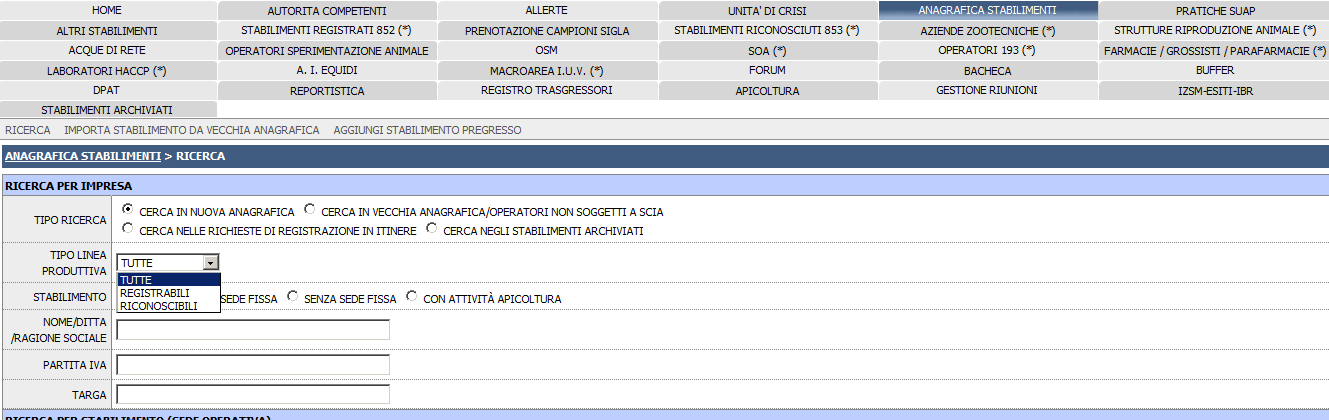 HOME AUTORITA COMPETENTI ALLERTE UNITA' DI CRISI ANAGRAFICA STABILIMENTI PRATICHE SUAP
ALTRI STABILIMENTI STABILIMENTI REGISTRATI 852 (*) PRENOTAZIONE CAMPIONI SIGLA STABILIMENTI RICONOSCIUTI 853 (*) AZIENDE ZOOTECNICHE (*) STRUTTURE RIPRODUZIONE ANIMALE (*)
ACQUE DI RETE OPERATORI SPERIMENTAZIONE ANIMALE OSM SOA (*) OPERATORI 193 (*) FARMACIE / GROSSISTI / PARAFARMACIE (*)
LABORATORI HACCP (*) A. I. EQUIDI MACROAREA I.U.V. (*) FORUM BACHECA BUFFER
DPAT REPORTISTICA REGISTRO TRASGRESSORI APICOLTURA GESTIONE RIUNIONI IZSM-ESITI-IBR
STABILIMENTI ARCHIVIATI
RICERCA IMPORTA STABILIMENTO DA VECCHIA ANAGRAFICA AGGIUNGI STABILIMENTO PREGRESSO
ANAGRAFICA STABILIMENTI > RICERCA
RICERCA PER IMPRESA
TIPO RICERCA CERCA IN NUOVA ANAGRAFICA CERCA IN VECCHIA ANAGRAFICA/OPERATORI NON SOGGETTI A SCIA
CERCA NELLE RICHIESTE DI REGISTRAZIONE IN ITINERE CERCA NEGLI STABILIMENTI ARCHIVIATI
TIPO LINEA
PRODUTTIVA TUTTE
TUTTE
REGISTRABILI
RICONOSCIBILI
STABILIMENTO SEDE FISSA SENZA SEDE FISSA CON ATTIVITÀ APICOLTURA
NOME/DITTA
/RAGIONE SOCIALE
PARTITA IVA
TARGA
RICERCA PER STABILIMENTO (SEDE OPERATIVA)